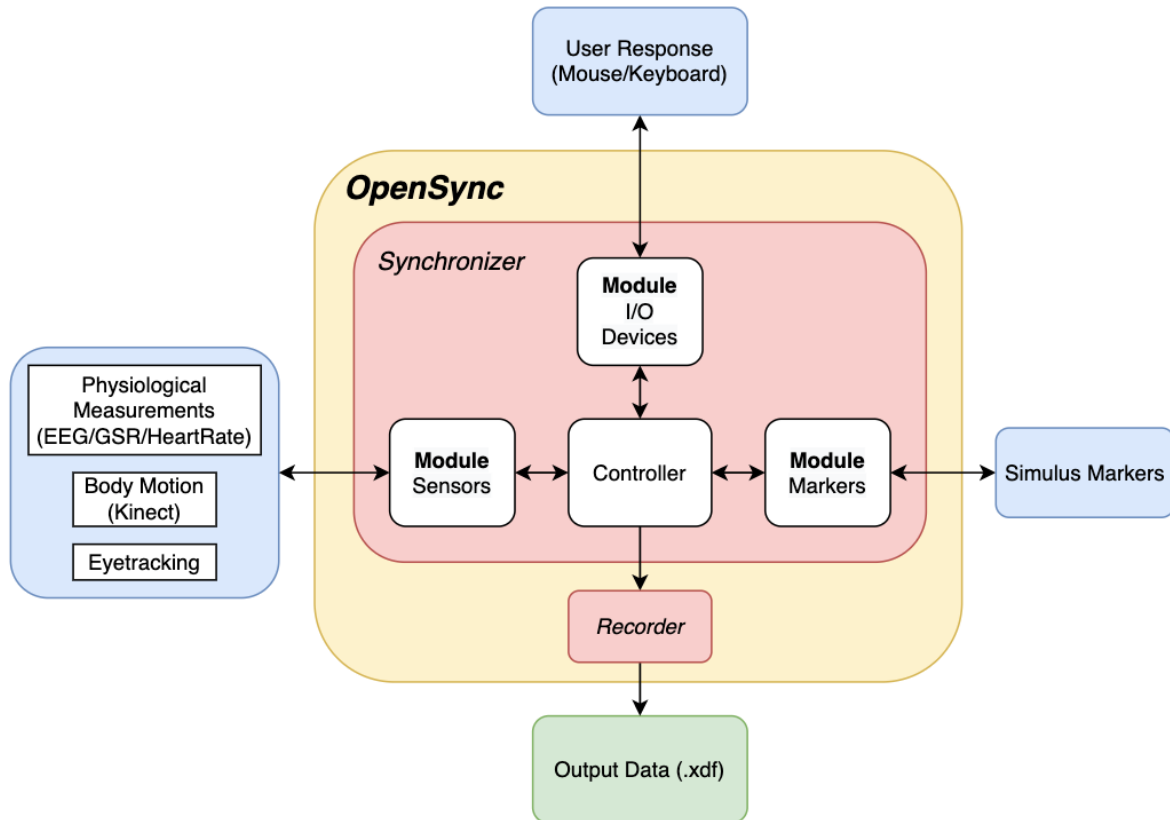 User Response
(Mouse/Keyboard)
OpenSync
Synchronizer
Module
I/O
Devices
Physiological
Measurements
(EEG/GSR/HeartRate)
Body Motion
(Kinect)
Eyetracking
Module
Sensors
Controller
Module
Markers
Simulus Markers
Recorder
Output Data (.xdf)